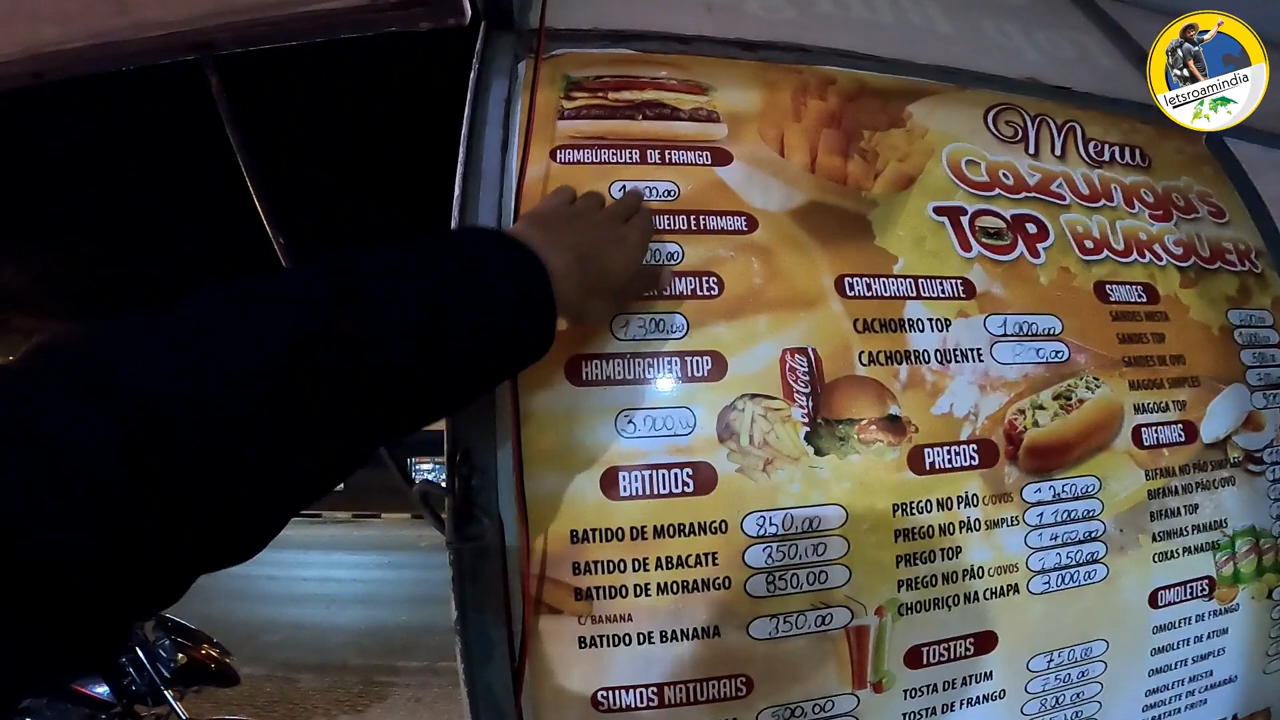 letsroamindia
Menu
Cazunga's
TOP BURGUER
HAMBÚRGUER DE FRANGO
QUEIJO E FIAMBRE
SIMPLES
1.300,00
HAMBÚRGUER TOP
3.000,00
BATIDOS
BATIDO DE MORANGO 850,00
BATIDO DE ABACATE 850,00
BATIDO DE MORANGO 850,00
C/ BANANA
BATIDO DE BANANA 850,00
SUMOS NATURAIS
500,00
CACHORRO QUENTE
CACHORRO TOP 1.000,00
CACHORRO QUENTE 800,00
Coca-Cola
PREGOS
PREGO NO PÃO C/OVOS 1.250,00
PREGO NO PÃO SIMPLES 1.100,00
PREGO TOP 1.400,00
PREGO NO PÃO C/OVOS 1.250,00
CHOURIÇO NA CHAPA 3.000,00
TOSTAS
TOSTA DE ATUM 750,00
TOSTA DE FRANGO 750,00
800,00
SANDES
SANDES MISTA
SANDES TOP
SANDES DE OVO
MAGOGA SIMPLES
MAGOGA TOP
BIFANAS
BIFANA NO PÃO SIMPLES
BIFANA NO PÃO C/OVO
BIFANA TOP
ASINHAS PANADAS
COXAS PANADAS
OMOLETES
OMOLETE DE FRANGO
OMOLETE DE ATUM
OMOLETE SIMPLES
OMOLETE MISTA
OMOLETE DE CAMARÃO
BATATA FRITA